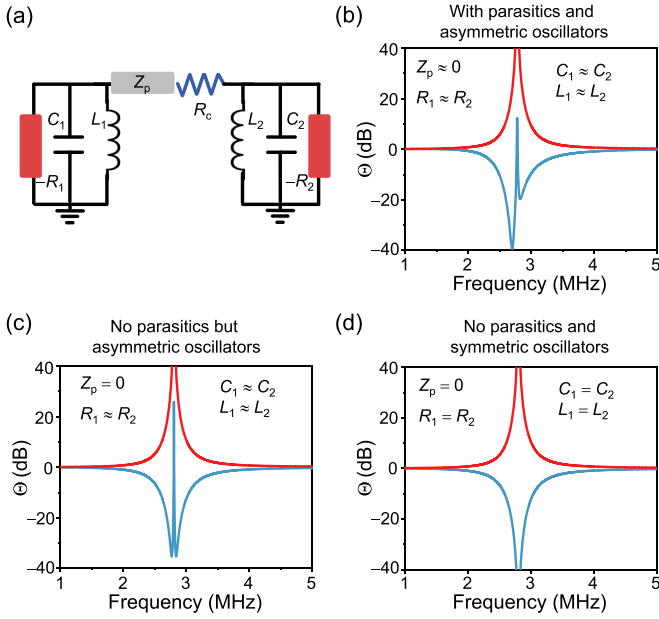 (a)
Zp
Rc
C1
L1
L2
C2
–R1
–R2
(b)
With parasitics and
asymmetric oscillators
Zp ≈ 0
C1 ≈ C2
R1 ≈ R2
L1 ≈ L2
Θ (dB)
40
20
0
–20
–40
1 2 3 4 5
Frequency (MHz)
(c)
No parasitics but
asymmetric oscillators
Zp = 0
C1 ≈ C2
R1 ≈ R2
L1 ≈ L2
Θ (dB)
40
20
0
–20
–40
1 2 3 4 5
Frequency (MHz)
(d)
No parasitics and
symmetric oscillators
Zp = 0
C1 = C2
R1 = R2
L1 = L2
Θ (dB)
40
20
0
–20
–40
1 2 3 4 5
Frequency (MHz)